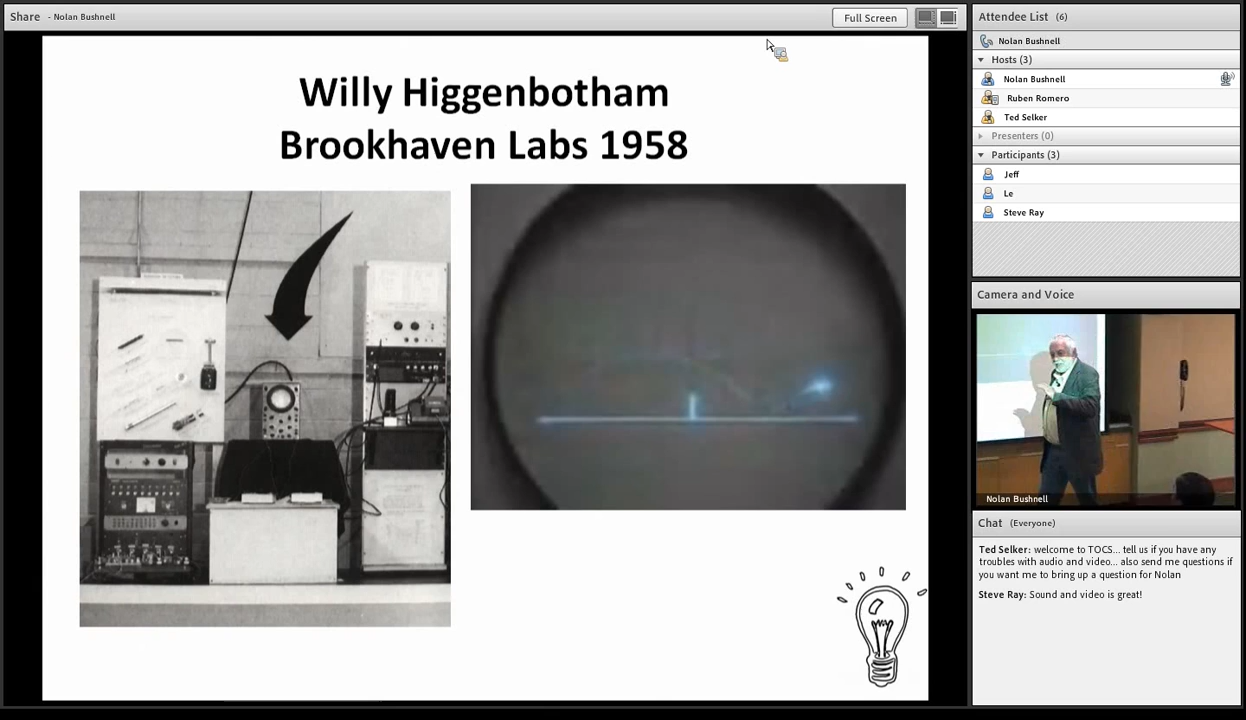 Share - Nolan Bushnell
Full Screen
Willy Higgenbotham
Brookhaven Labs 1958
Attendee List (6)
Nolan Bushnell
Hosts (3)
Nolan Bushnell
Ruben Romero
Ted Selker
Presenters (0)
Participants (3)
Jeff
Le
Steve Ray
Camera and Voice
Nolan Bushnell
Chat (Everyone)
Ted Selker: welcome to TOCS... tell us if you have any
troubles with audio and video... also send me questions if
you want me to bring up a question for Nolan
Steve Ray: Sound and video is great!